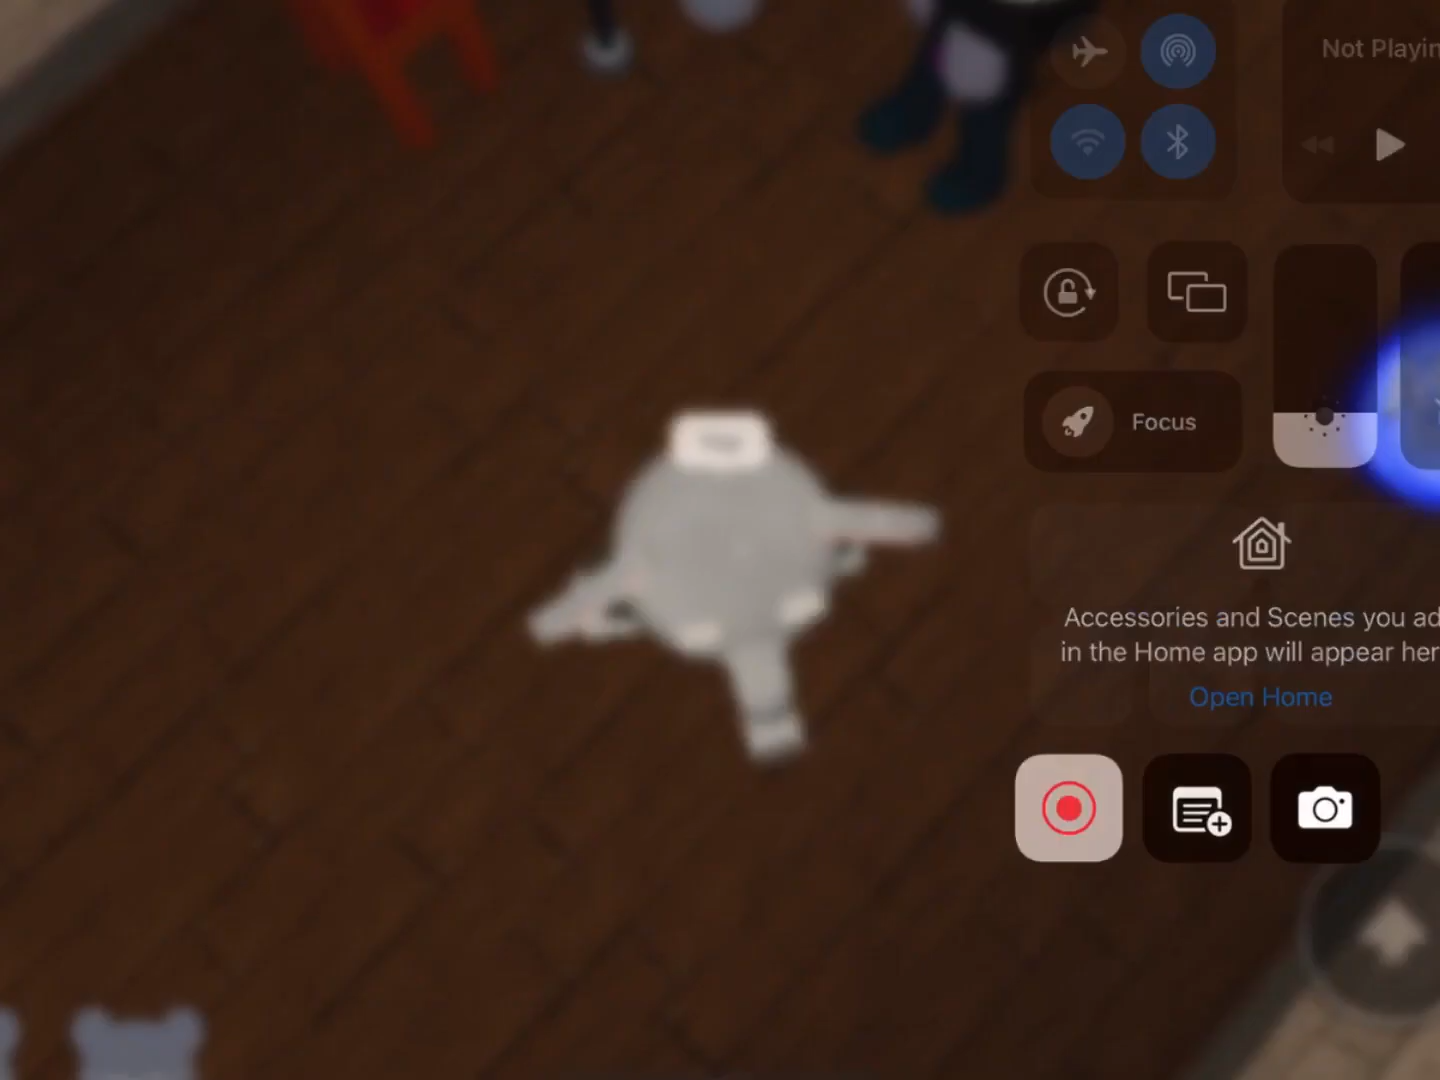 Not Playin
Focus
Accessories and Scenes you ad
in the Home app will appear her
Open Home